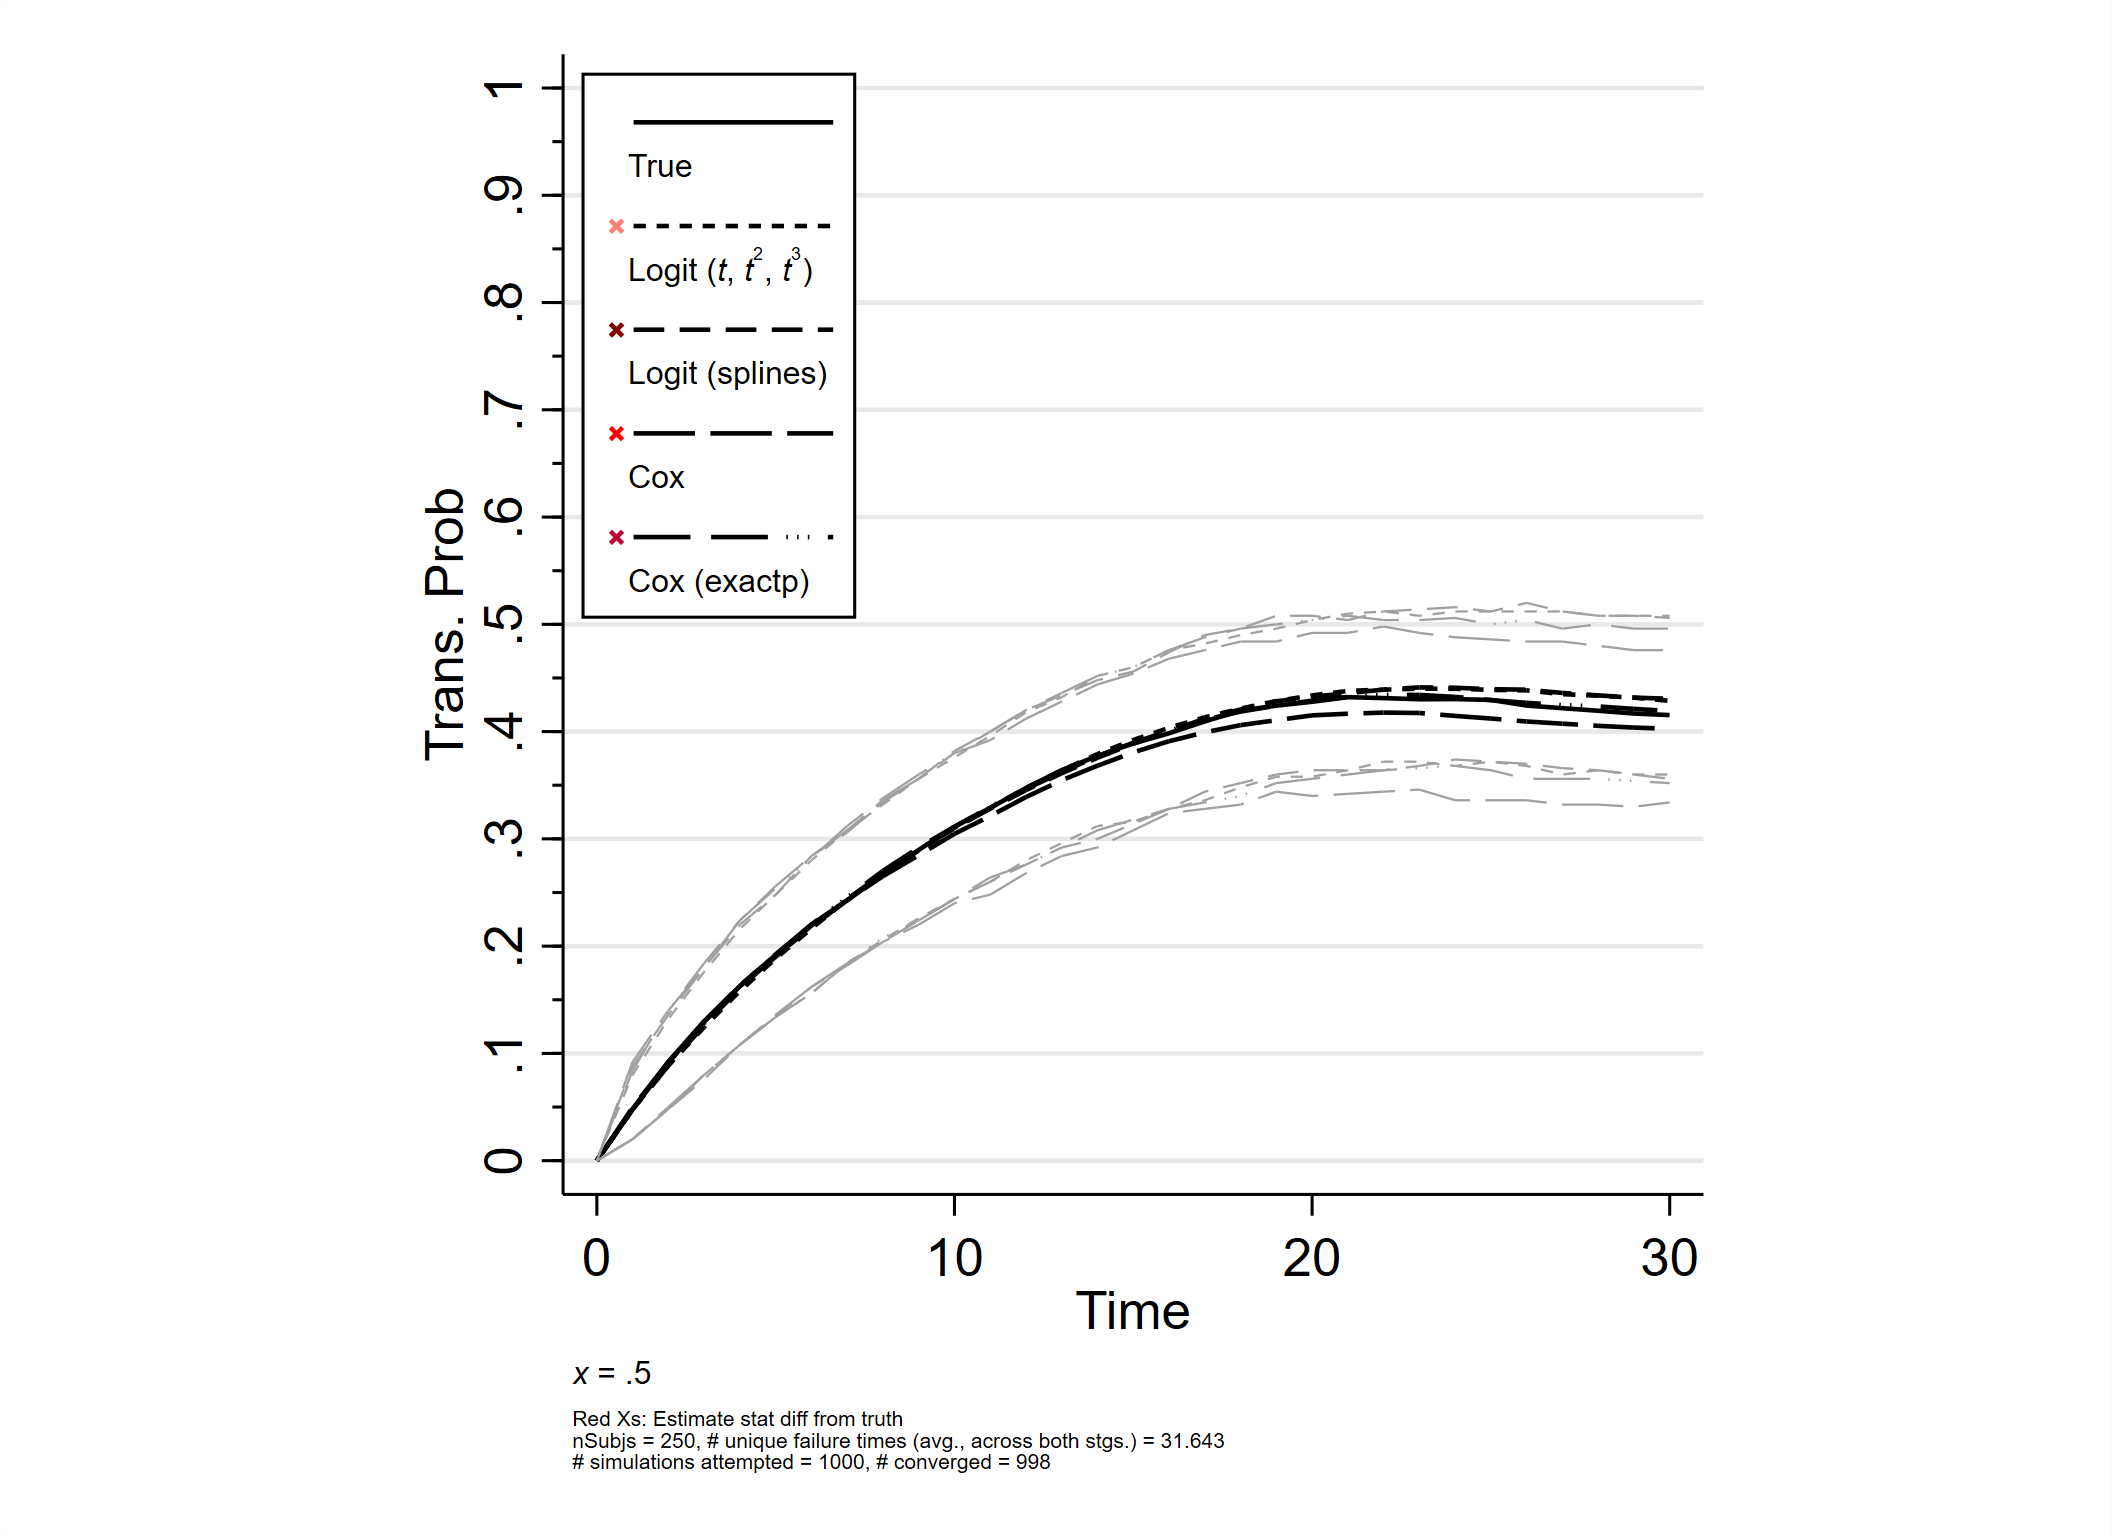 1
.9
.8
.7
.6
.5
.4
.3
.2
.1
0
Trans. Prob
True
Logit (t, t², t³)
Logit (splines)
Cox
Cox (exactp)
0 10 20 30
Time
x = .5
Red Xs: Estimate stat diff from truth
nSubjs = 250, # unique failure times (avg., across both stgs.) = 31.643
# simulations attempted = 1000, # converged = 998